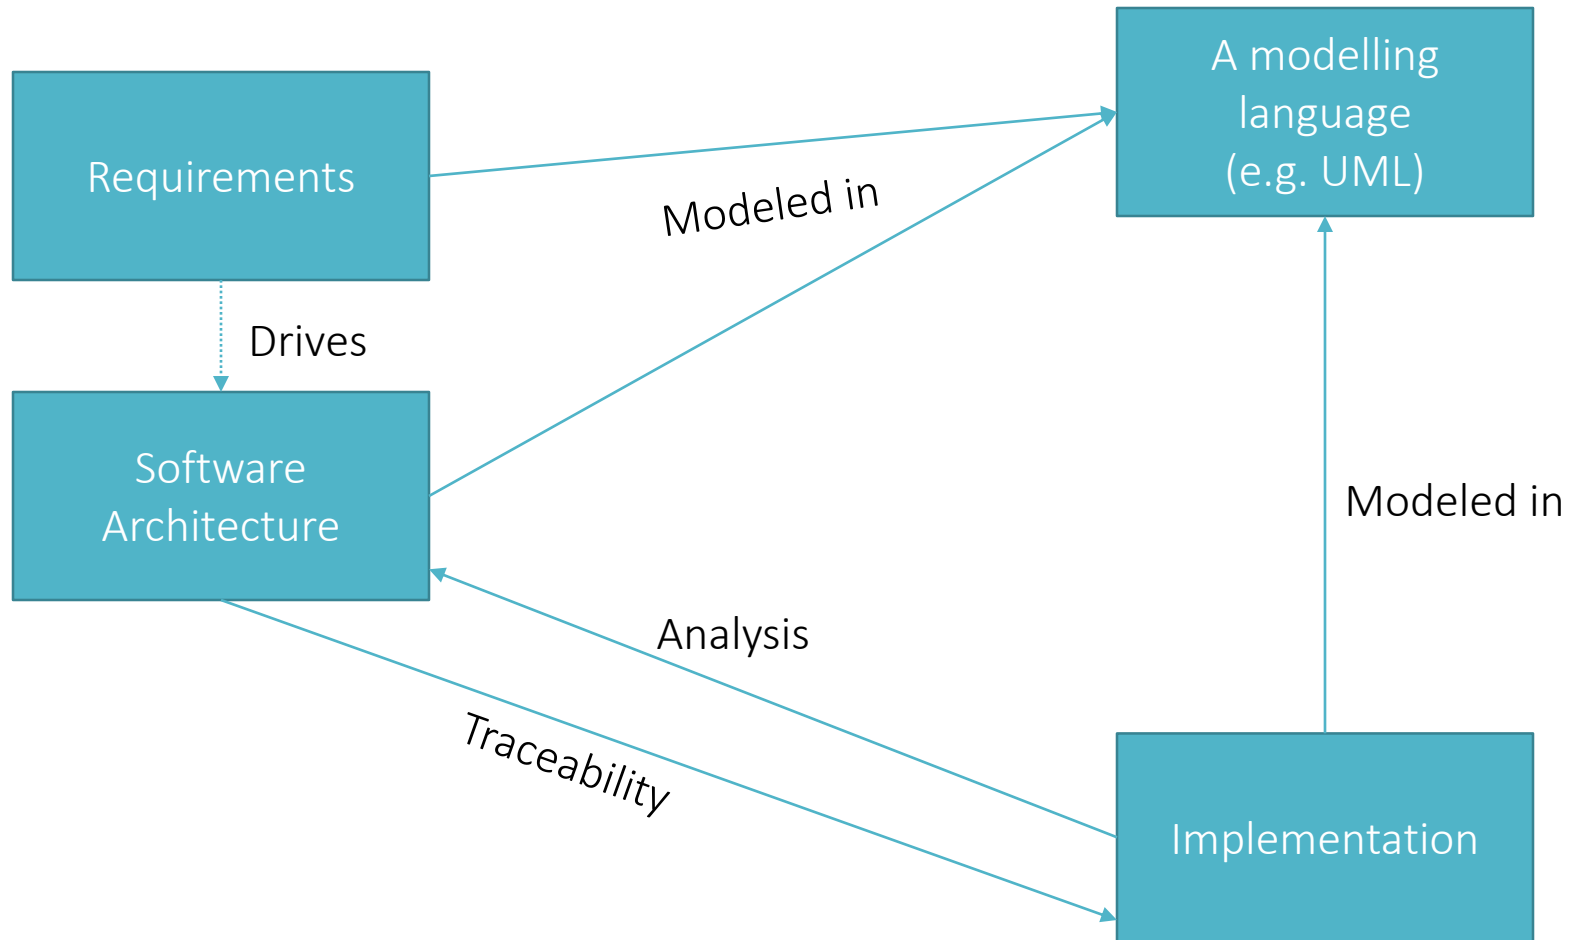 A modelling
language
(e.g. UML)
Requirements
Modeled in
Drives
Software
Architecture
Modeled in
Analysis
Traceability
Implementation